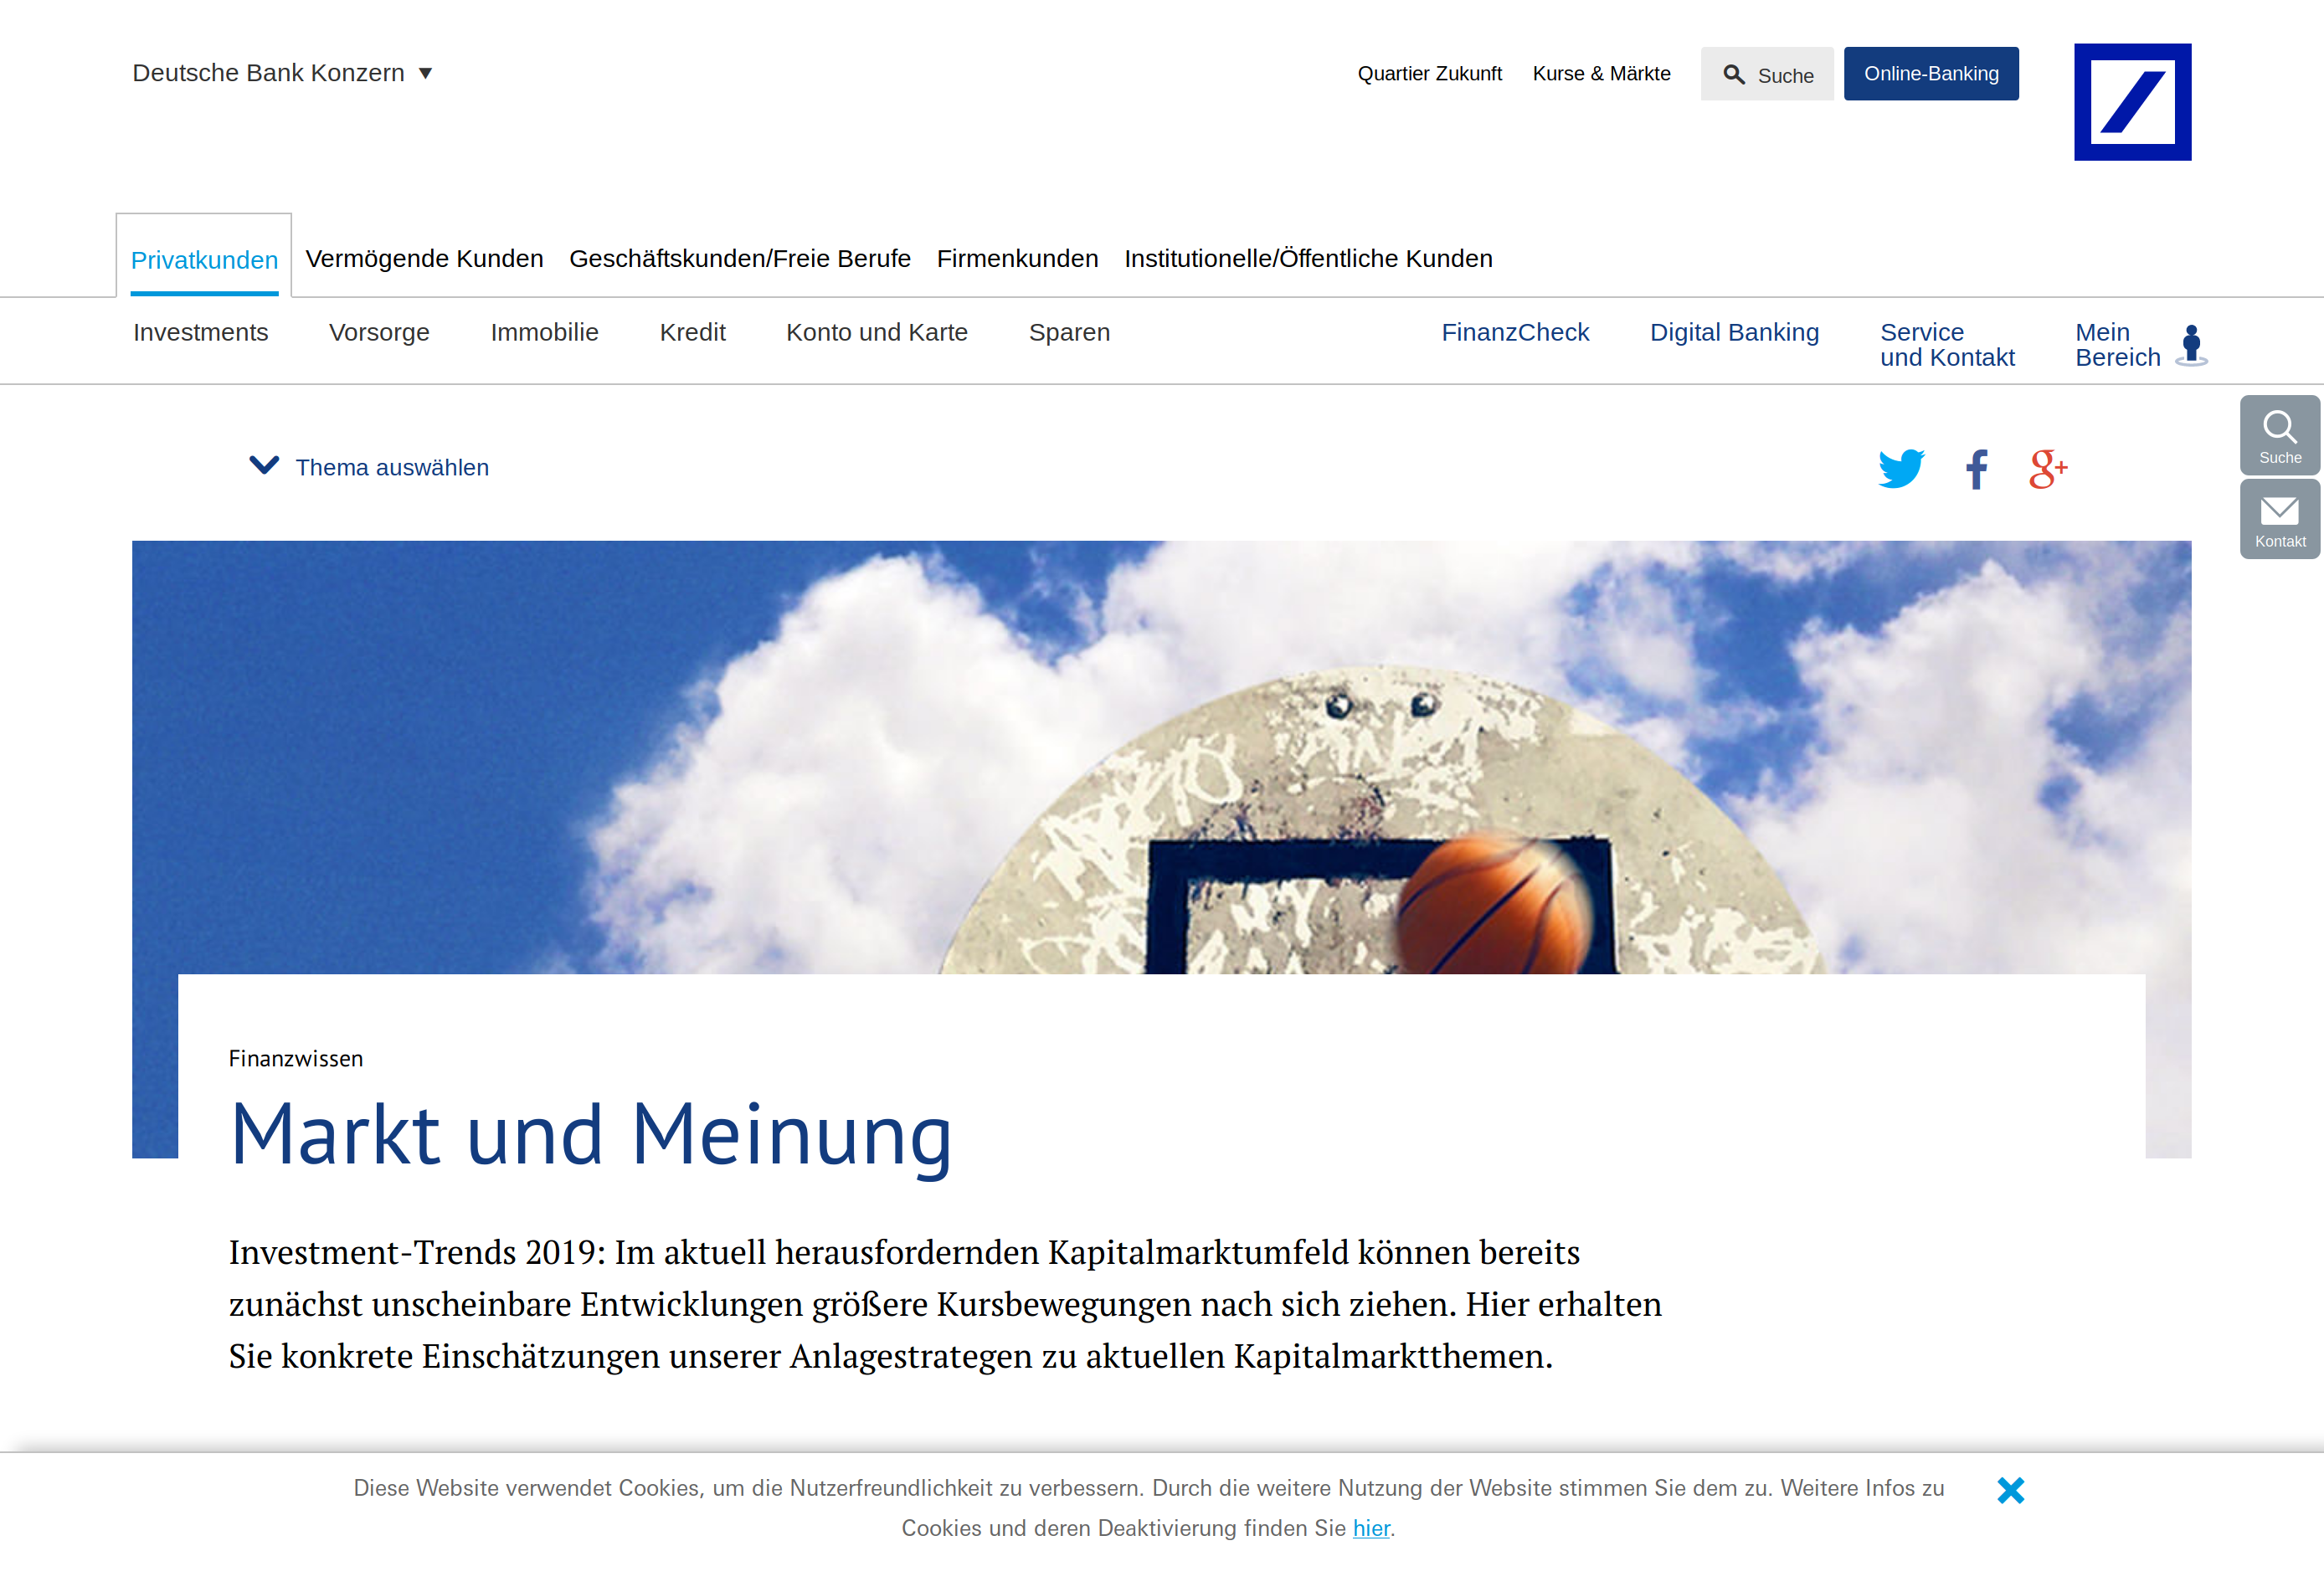 Deutsche Bank Konzern
Quartier Zukunft
Kurse & Märkte
Suche
Online-Banking
Privatkunden
Vermögende Kunden
Geschäftskunden/Freie Berufe
Firmenkunden
Institutionelle/Öffentliche Kunden
Investments
Vorsorge
Immobilie
Kredit
Konto und Karte
Sparen
FinanzCheck
Digital Banking
Service
und Kontakt
Mein
Bereich
Suche
Kontakt
Thema auswählen
Finanzwissen
Markt und Meinung
Investment-Trends 2019: Im aktuell herausfordernden Kapitalmarktumfeld können bereits
zunächst unscheinbare Entwicklungen größere Kursbewegungen nach sich ziehen. Hier erhalten
Sie konkrete Einschätzungen unserer Anlagestrategen zu aktuellen Kapitalmarktthemen.
Diese Website verwendet Cookies, um die Nutzerfreundlichkeit zu verbessern. Durch die weitere Nutzung der Website stimmen Sie dem zu. Weitere Infos zu
Cookies und deren Deaktivierung finden Sie hier.